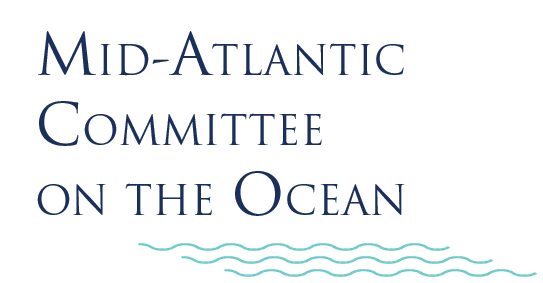 Mid-Atlantic
Committee
on the Ocean